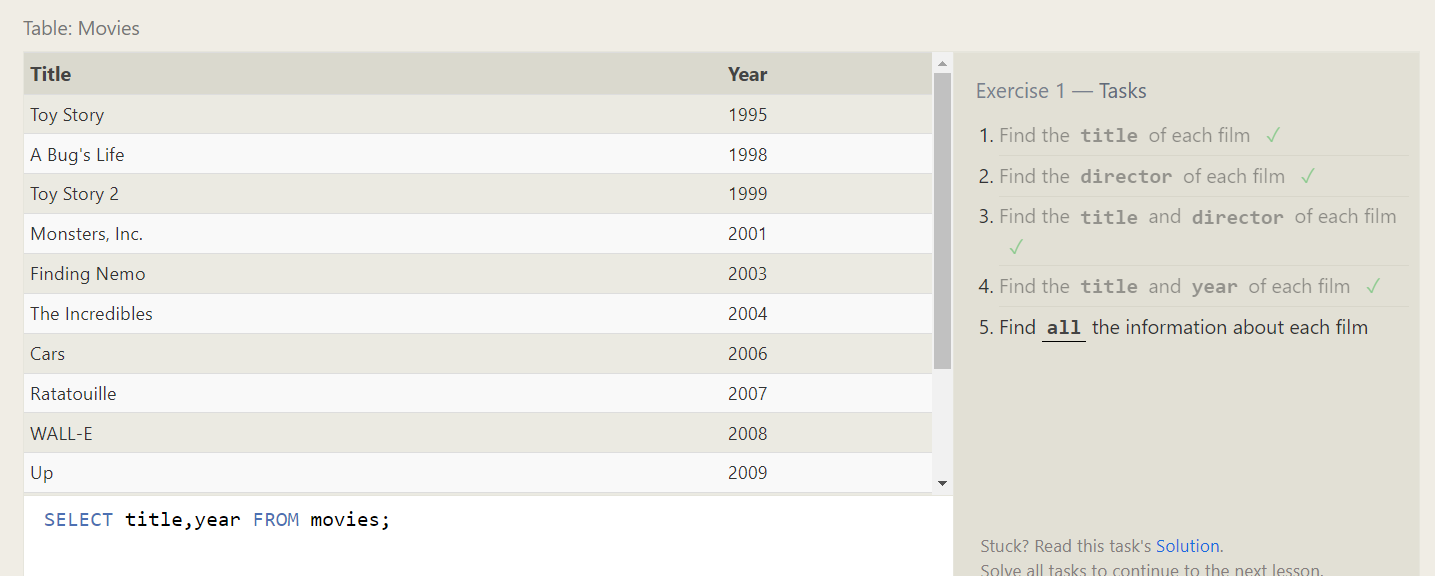 Table: Movies
Title Year
Toy Story 1995
A Bug's Life 1998
Toy Story 2 1999
Monsters, Inc. 2001
Finding Nemo 2003
The Incredibles 2004
Cars 2006
Ratatouille 2007
WALL-E 2008
Up 2009
SELECT title,year FROM movies;
Exercise 1 — Tasks
1. Find the title of each film ✓
2. Find the director of each film ✓
3. Find the title and director of each film
✓
4. Find the title and year of each film ✓
5. Find all the information about each film
Stuck? Read this task's Solution.
Solve all tasks to continue to the next lesson.